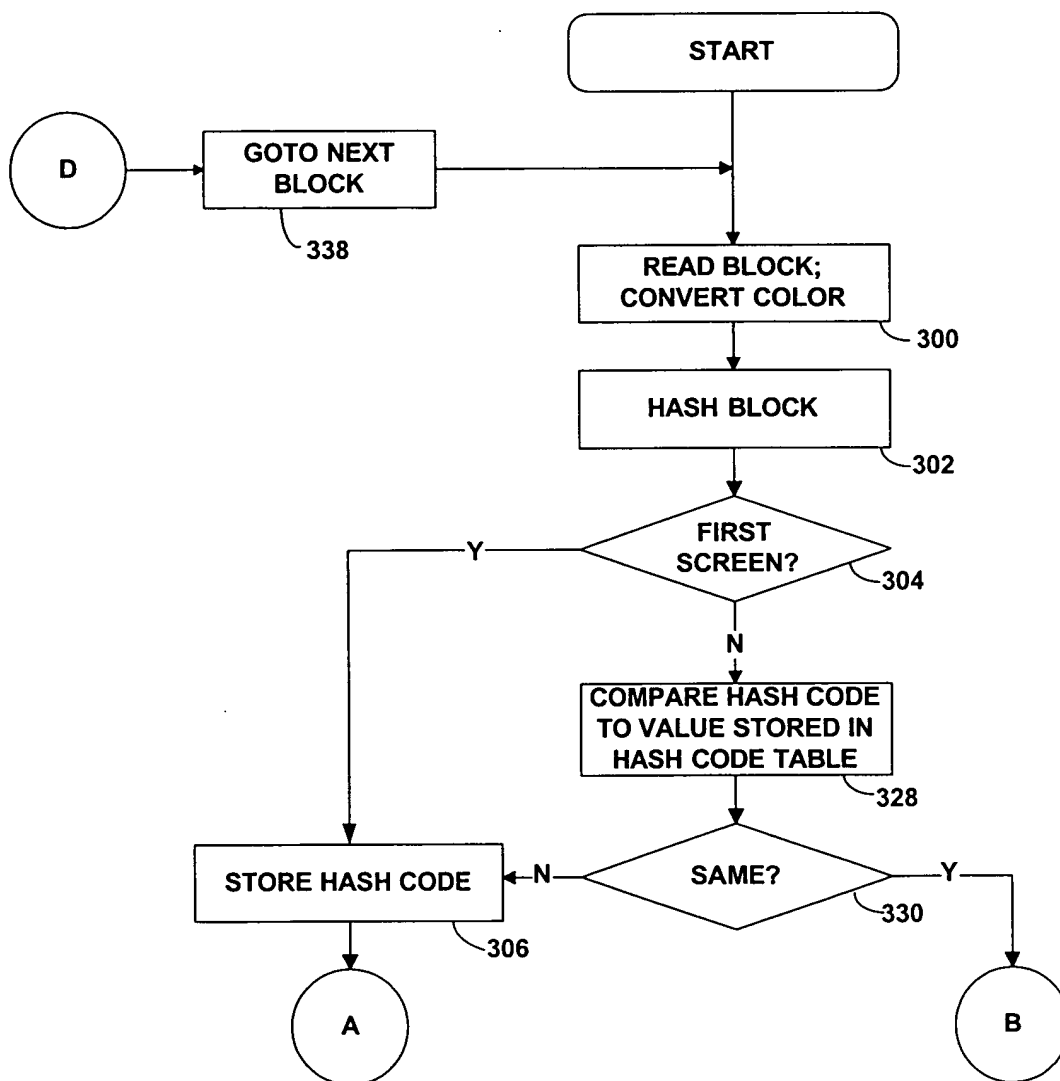 START
D
GOTO NEXT
BLOCK
338
READ BLOCK;
CONVERT COLOR
300
HASH BLOCK
302
FIRST
SCREEN?
Y
304
N
COMPARE HASH CODE
TO VALUE STORED IN
HASH CODE TABLE
328
STORE HASH CODE
N
SAME?
Y
330
306
A
B